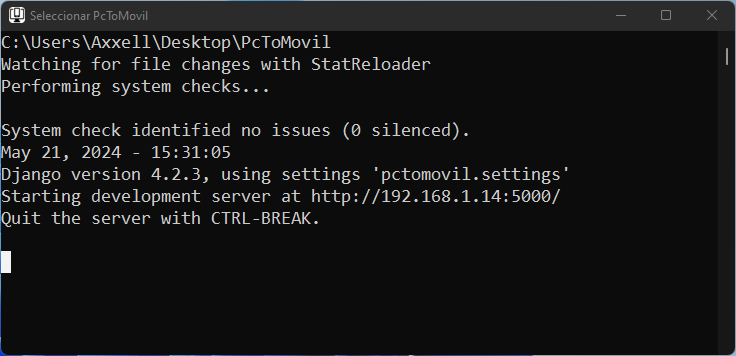 Seleccionar PcToMovil
C:\Users\Axxell\Desktop\PcToMovil
Watching for file changes with StatReloader
Performing system checks...
System check identified no issues (0 silenced).
May 21, 2024 - 15:31:05
Django version 4.2.3, using settings 'pctomovil.settings'
Starting development server at http://192.168.1.14:5000/
Quit the server with CTRL-BREAK.